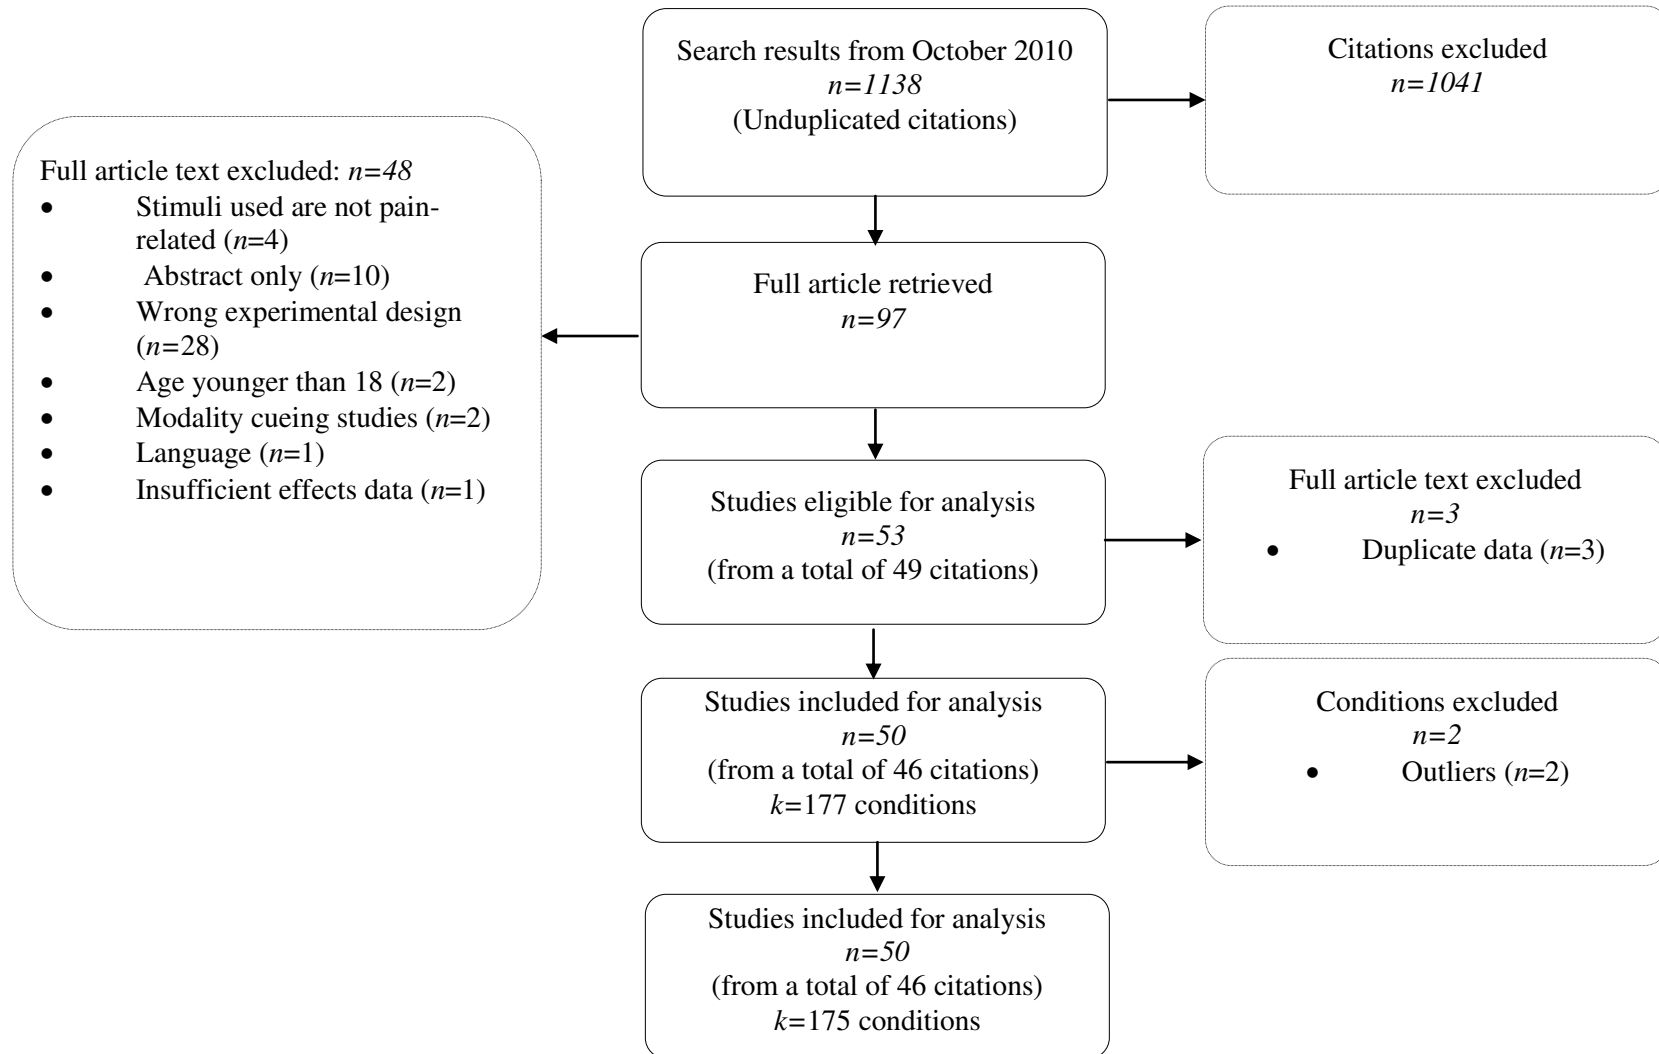 Search results from October 2010
n=1138
(Unduplicated citations)
Citations excluded
n=1041
Full article text excluded: n=48
• Stimuli used are not pain-
related (n=4)
• Abstract only (n=10)
• Wrong experimental design
(n=28)
• Age younger than 18 (n=2)
• Modality cueing studies (n=2)
• Language (n=1)
• Insufficient effects data (n=1)
Full article retrieved
n=97
Studies eligible for analysis
n=53
(from a total of 49 citations)
Full article text excluded
n=3
• Duplicate data (n=3)
Studies included for analysis
n=50
(from a total of 46 citations)
k=177 conditions
Conditions excluded
n=2
• Outliers (n=2)
Studies included for analysis
n=50
(from a total of 46 citations)
k=175 conditions